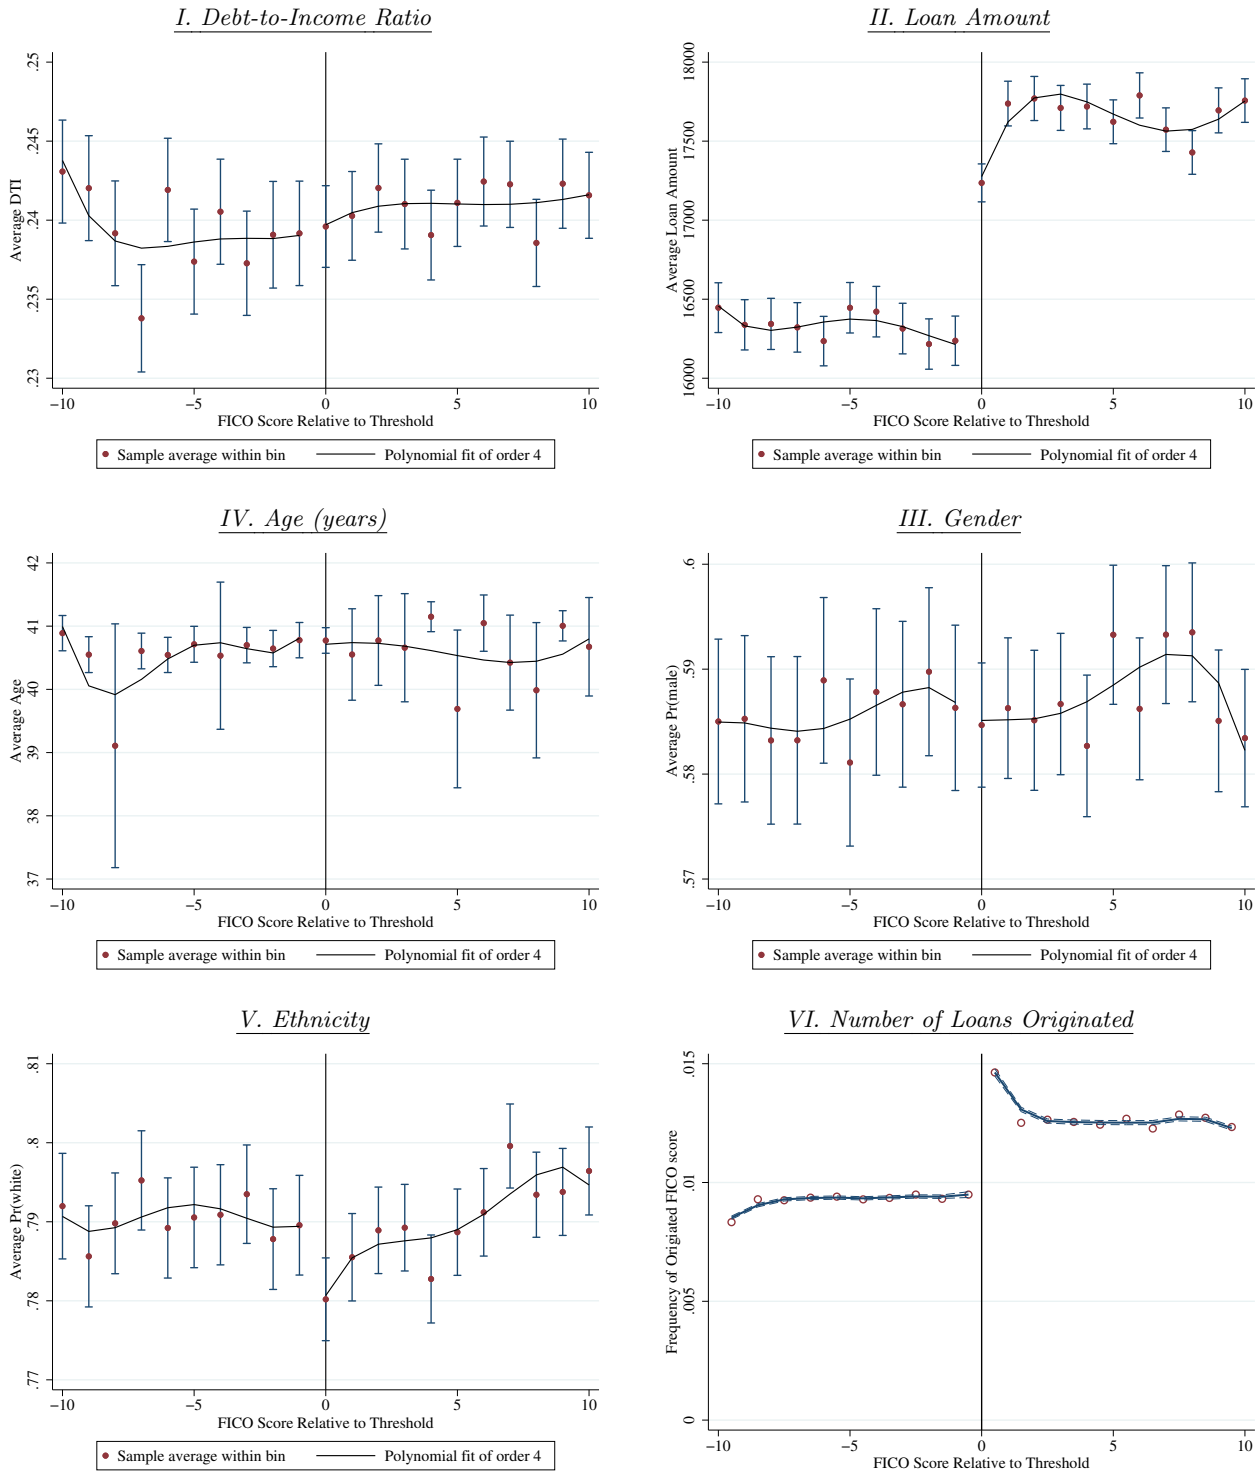 I. Debt-to-Income Ratio
Average DTI
.23 .235 .24 .245 .25
−10 −5 0 5 10
FICO Score Relative to Threshold
Sample average within bin Polynomial fit of order 4
II. Loan Amount
Average Loan Amount
16000 16500 17000 17500 18000
−10 −5 0 5 10
FICO Score Relative to Threshold
Sample average within bin Polynomial fit of order 4
IV. Age (years)
Average Age
37 38 39 40 41 42
−10 −5 0 5 10
FICO Score Relative to Threshold
Sample average within bin Polynomial fit of order 4
III. Gender
Average Pr(male)
.57 .58 .59 .6
−10 −5 0 5 10
FICO Score Relative to Threshold
Sample average within bin Polynomial fit of order 4
V. Ethnicity
Average Pr(white)
.77 .78 .79 .8 .81
−10 −5 0 5 10
FICO Score Relative to Threshold
Sample average within bin Polynomial fit of order 4
VI. Number of Loans Originated
Frequency of Origiated FICO score
0 .005 .01 .015
−10 −5 0 5 10
FICO Score Relative to Threshold